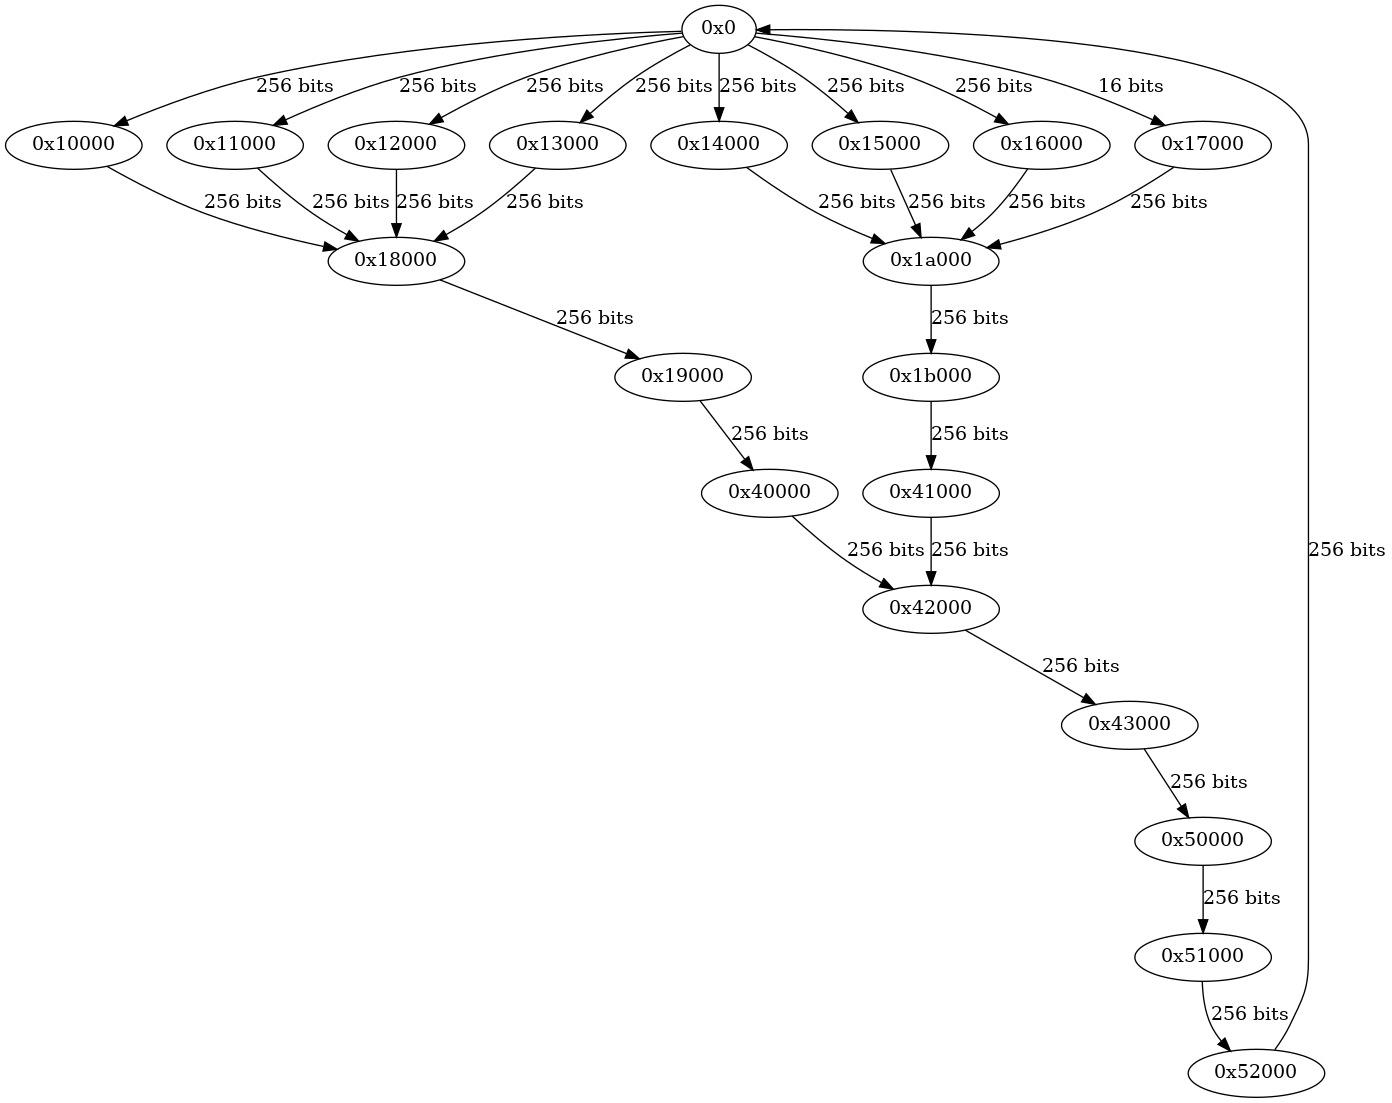 0x0
256 bits
256 bits
256 bits
256 bits
256 bits
256 bits
256 bits
16 bits
0x10000
0x11000
0x12000
0x13000
0x14000
0x15000
0x16000
0x17000
256 bits
256 bits
256 bits
256 bits
256 bits
256 bits
256 bits
256 bits
0x18000
0x1a000
256 bits
256 bits
0x19000
0x1b000
256 bits
256 bits
0x40000
0x41000
256 bits
256 bits
256 bits
0x42000
256 bits
0x43000
256 bits
0x50000
256 bits
0x51000
256 bits
0x52000